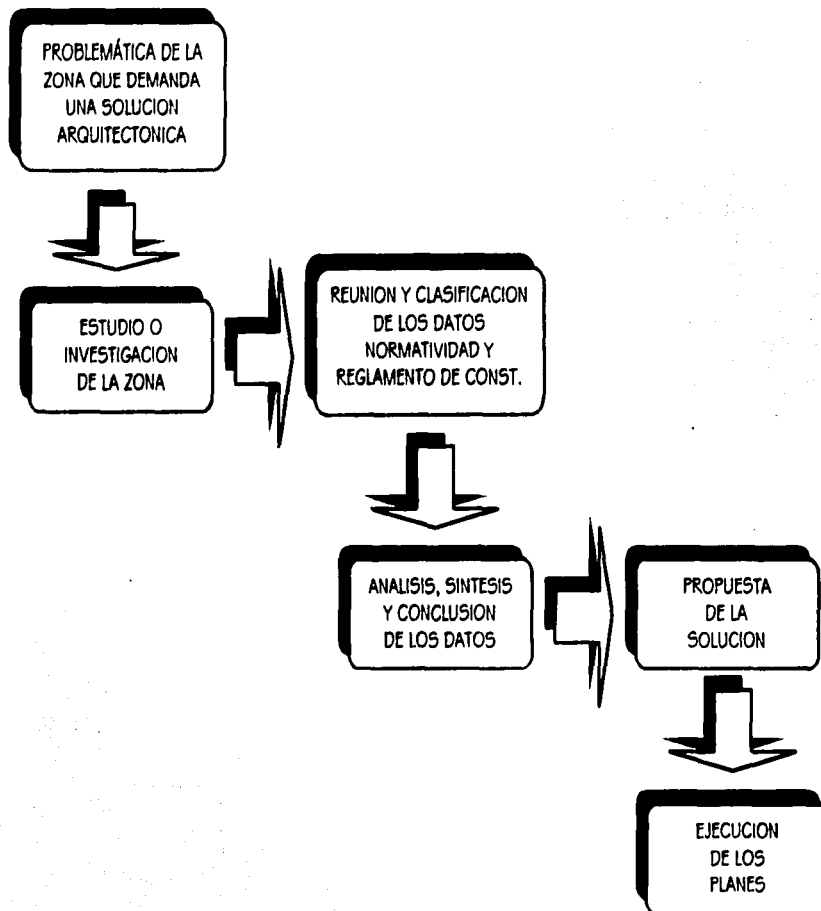 PROBLEMÁTICA DE LA
ZONA QUE DEMANDA
UNA SOLUCION
ARQUITECTONICA
ESTUDIO O
INVESTIGACION
DE LA ZONA
REUNION Y CLASIFICACION
DE LOS DATOS
NORMATIVIDAD Y
REGLAMENTO DE CONST.
ANALISIS, SINTESIS
Y CONCLUSION
DE LOS DATOS
PROPUESTA
DE LA
SOLUCION
EJECUCION
DE LOS
PLANES